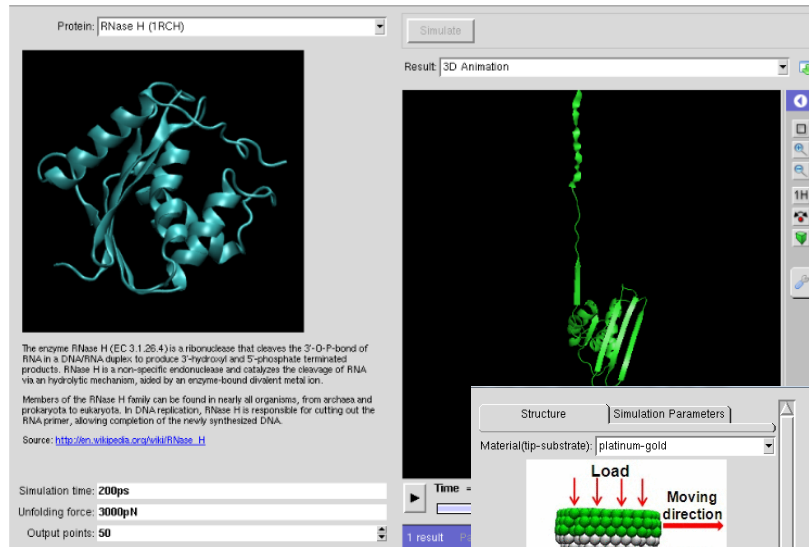 Protein: RNase H (1RCH)
The enzyme RNase H (EC 3.1.26.4) is a ribonuclease that cleaves the 3'-O-P-bond of
RNA in a DNA/RNA duplex to produce 3'-hydroxyl and 5'-phosphate terminated
products. RNase H is a non-specific endonuclease and catalyzes the cleavage of RNA
via an hydrolytic mechanism, aided by an enzyme-bound divalent metal ion.
Members of the RNase H family can be found in nearly all organisms, from archaea and
prokaryota to eukaryota. In DNA replication, RNase H is responsible for cutting out the
RNA primer, allowing completion of the newly synthesized DNA.
Source: http://en.wikipedia.org/wiki/RNase_H
Simulation time: 200ps
Unfolding force: 3000pN
Output points: 50
Simulate
Result: 3D Animation
1H
Time =
1 result
Structure
Simulation Parameters
Material(tip-substrate): platinum-gold
Load
Moving
direction